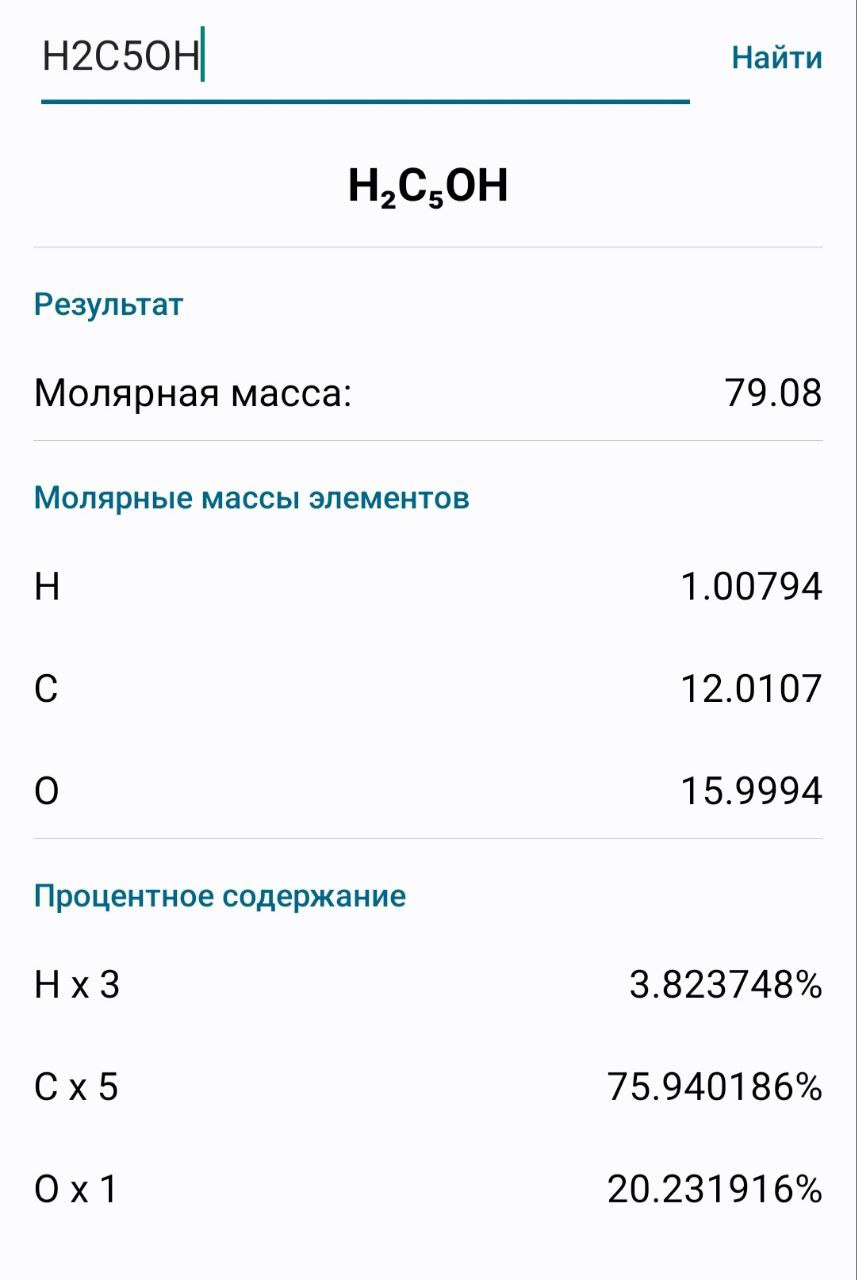 H2C5OH
Найти
H₂C₅OH
Результат
Молярная масса: 79.08
Молярные массы элементов
H 1.00794
C 12.0107
O 15.9994
Процентное содержание
H x 3 3.823748%
C x 5 75.940186%
O x 1 20.231916%